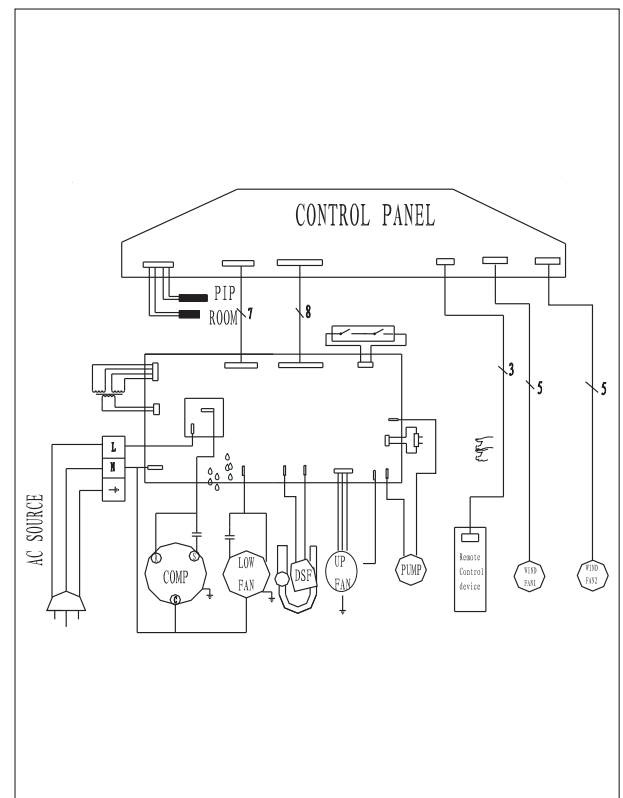 CONTROL PANEL
PIP
ROOM
7
8
3
5
5
L
N
AC SOURCE
COMP
C
LOW
FAN
DSF
UP
FAN
PUMP
Remote
Control
device
WIND
FAN1
WIND
FAN2